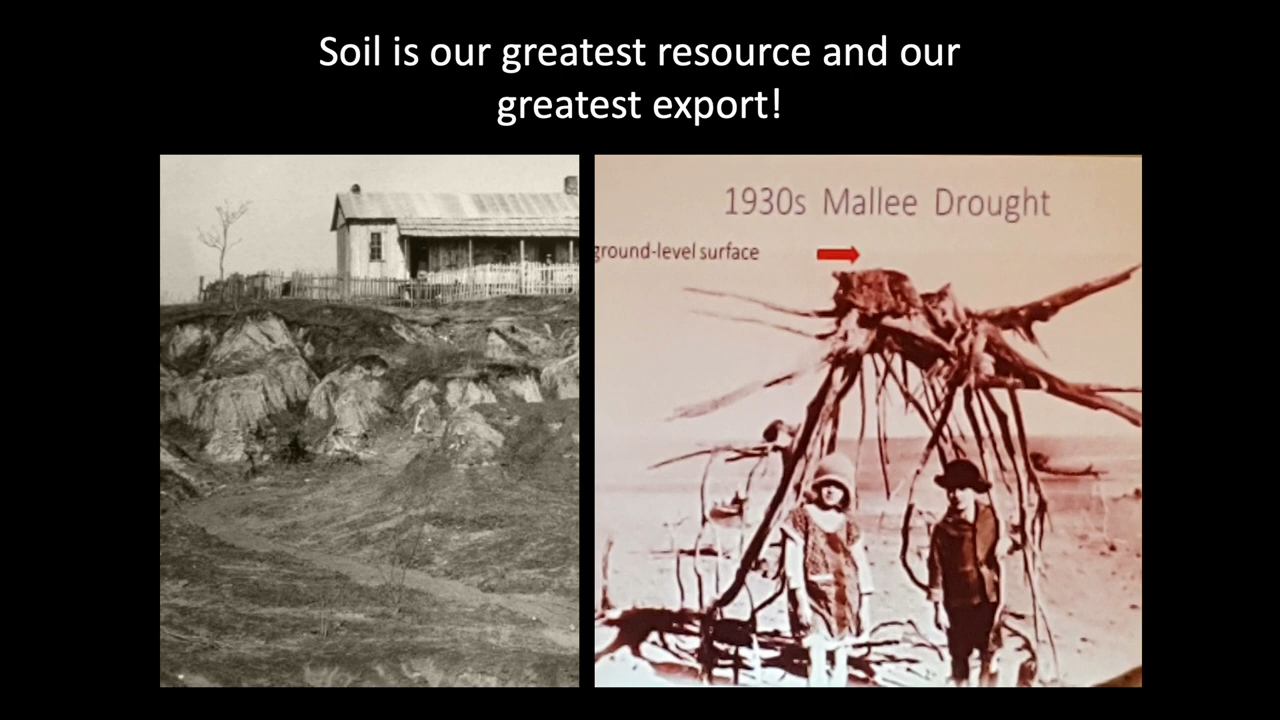 Soil is our greatest resource and our
greatest export!
1930s Mallee Drought
ground-level surface